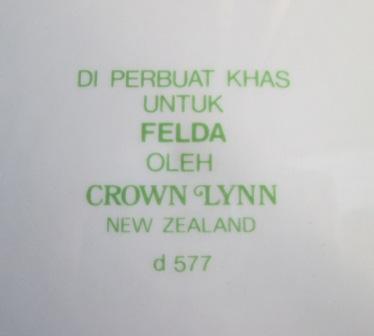 DI PERBUAT KHAS
UNTUK
FELDA
OLEH
CROWN LYNN
NEW ZEALAND
d 577